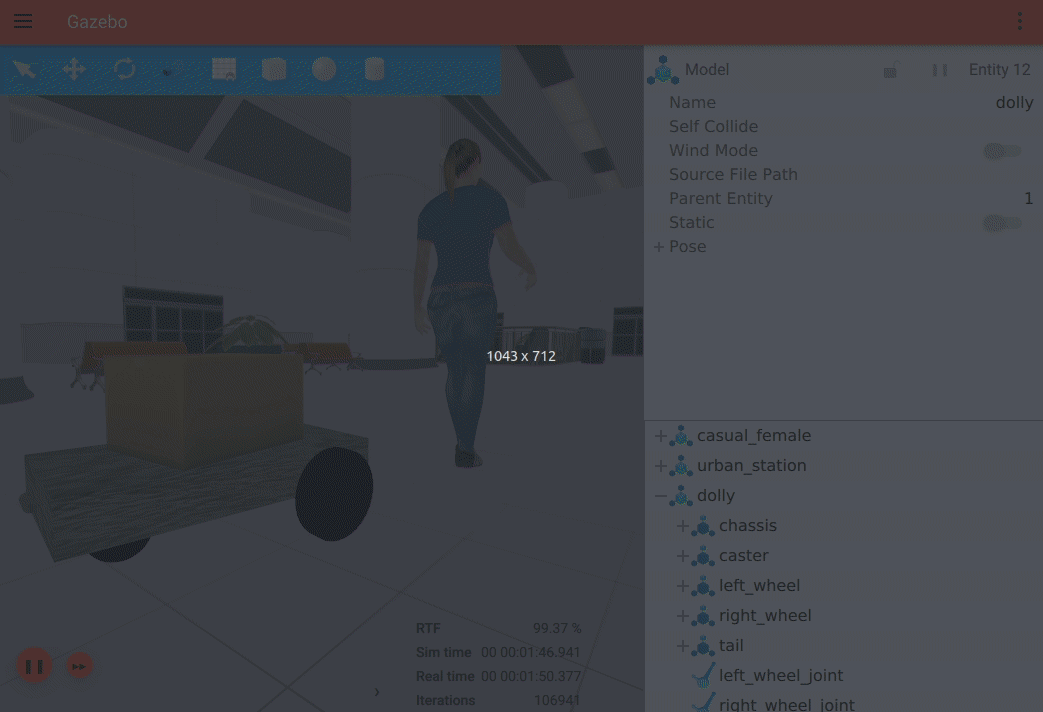 Gazebo
Model Entity 12
Name dolly
Self Collide
Wind Mode
Source File Path
Parent Entity 1
Static
+ Pose
1043 x 712
+ casual_female
+ urban_station
− dolly
+ chassis
+ caster
+ left_wheel
+ right_wheel
+ tail
left_wheel_joint
right_wheel_joint
RTF 99.37 %
Sim time 00 00:01:46.941
Real time 00 00:01:50.377
Iterations 106941